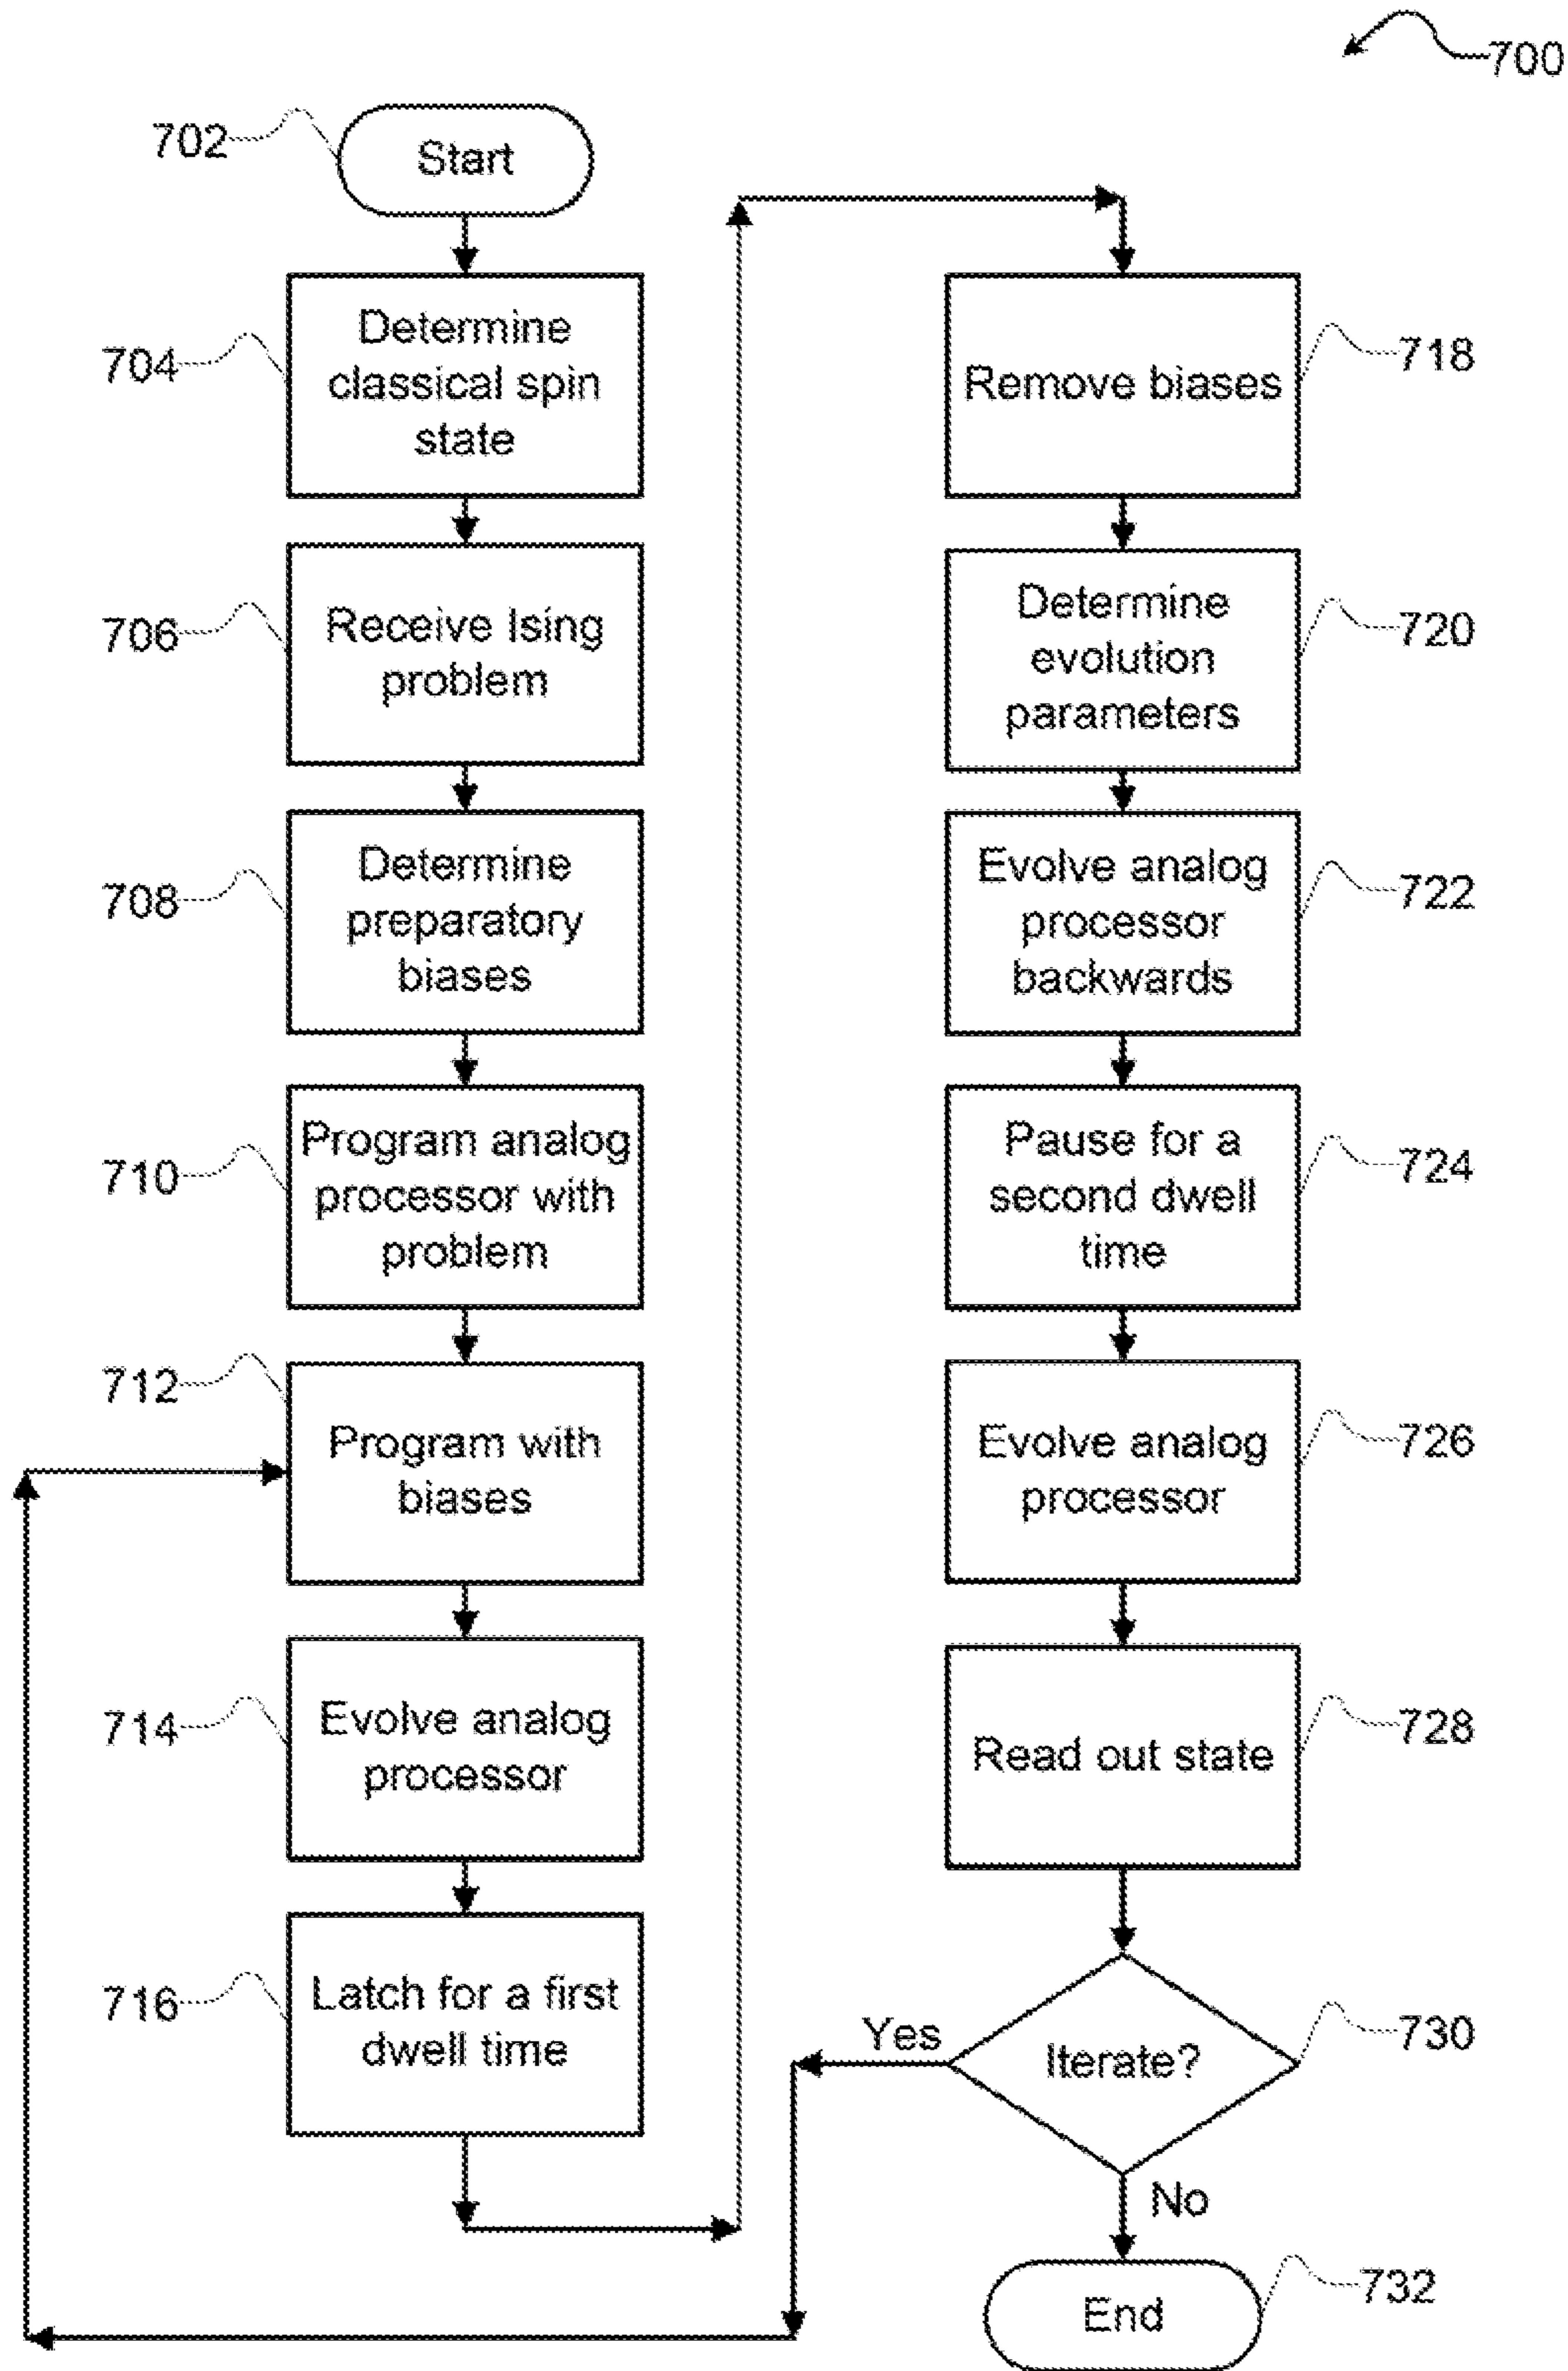 700
702
Start
704
Determine
classical spin
state
706
Receive Ising
problem
708
Determine
preparatory
biases
710
Program analog
processor with
problem
712
Program with
biases
714
Evolve analog
processor
716
Latch for a first
dwell time
718
Remove biases
720
Determine
evolution
parameters
722
Evolve analog
processor
backwards
724
Pause for a
second dwell
time
726
Evolve analog
processor
728
Read out state
730
Yes
Iterate?
No
732
End